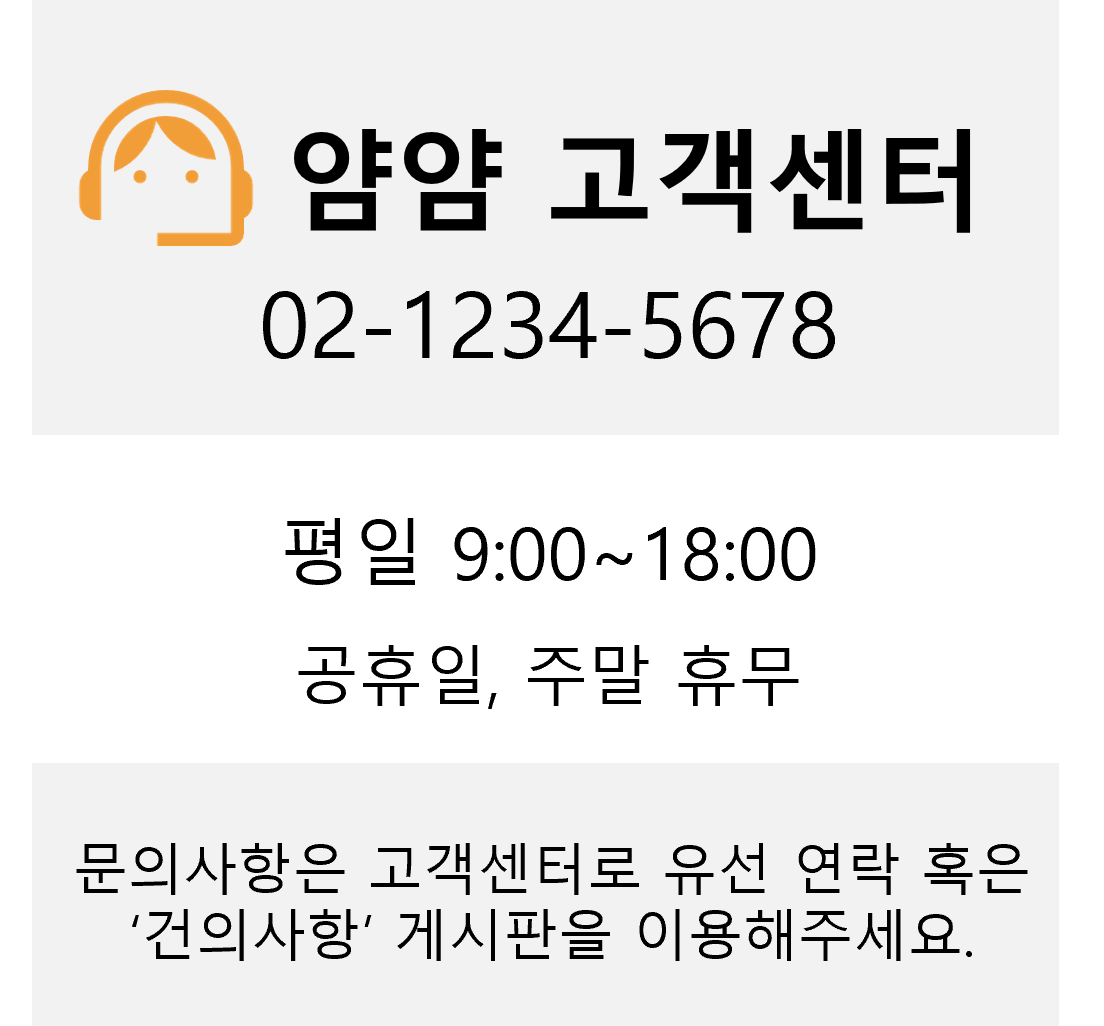 얌얌 고객센터
02-1234-5678
평일 9:00~18:00
공휴일, 주말 휴무
문의사항은 고객센터로 유선 연락 혹은
‘건의사항’ 게시판을 이용해주세요.